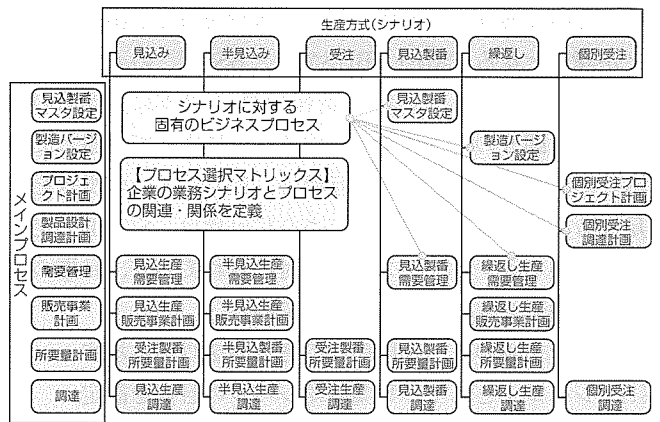 生産方式(シナリオ)
見込み
半見込み
受注
見込製番
繰返し
個別受注
メインプロセス
見込製番
マスタ設定
製造バージ
ョン設定
プロジェ
クト計画
製品設計
調達計画
需要管理
販売事業
計画
所要量計画
調達
シナリオに対する
固有のビジネスプロセス
【プロセス選択マトリックス】
企業の業務シナリオとプロセス
の関連・関係を定義
見込製番
マスタ設定
製造バージ
ョン設定
個別受注プロ
ジェクト計画
個別受注
調達計画
見込生産
需要管理
半見込生産
需要管理
見込製番
需要管理
繰返し生産
需要管理
見込生産
販売事業計画
半見込生産
販売事業計画
繰返し生産
販売事業計画
受注製番
所要量計画
半見込製番
所要量計画
受注製番
所要量計画
見込製番
所要量計画
繰返し生産
所要量計画
見込生産
調達
半見込生産
調達
受注生産
調達
見込製番
調達
繰返し生産
調達
個別受注
調達